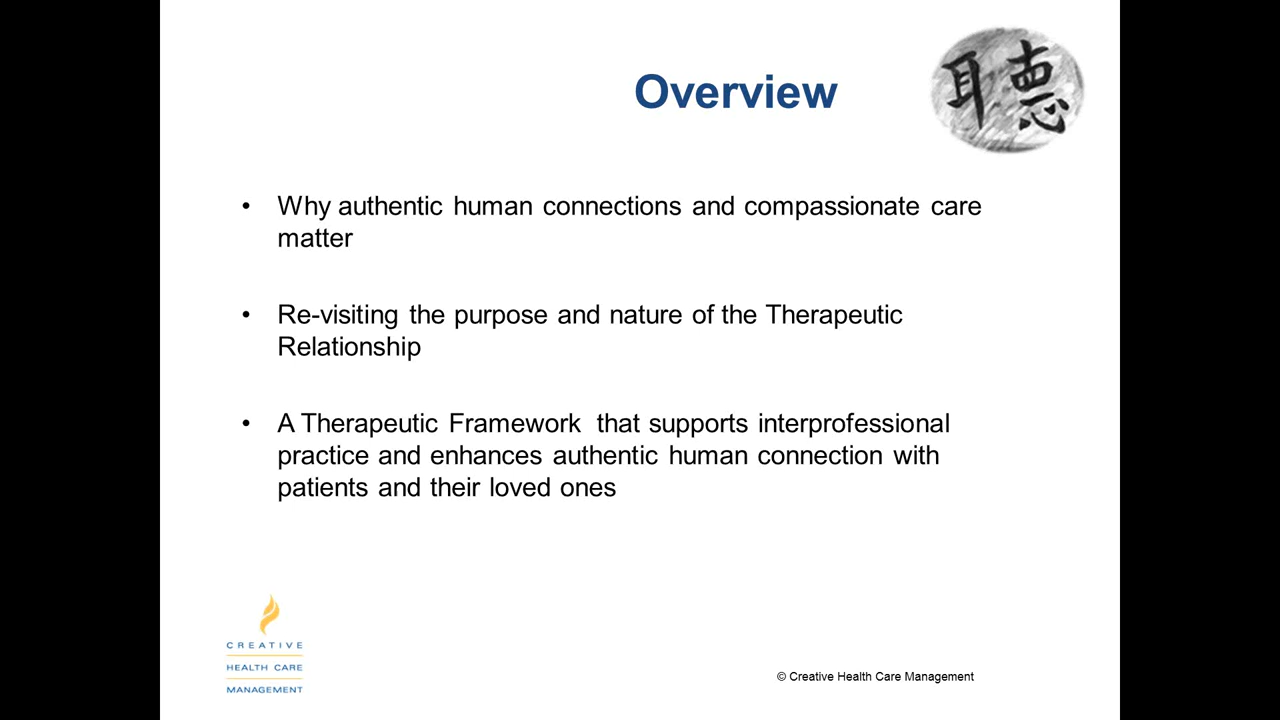 Overview
聽
• Why authentic human connections and compassionate care
matter
• Re-visiting the purpose and nature of the Therapeutic
Relationship
• A Therapeutic Framework that supports interprofessional
practice and enhances authentic human connection with
patients and their loved ones
CREATIVE
HEALTH CARE
MANAGEMENT
© Creative Health Care Management